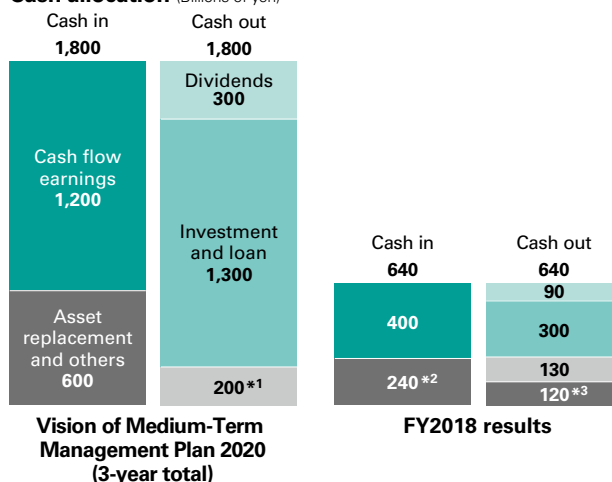 Cash allocation (Billions of yen)
Cash in
1,800
Cash out
1,800
Cash flow
earnings
1,200
Asset
replacement
and others
600
Dividends
300
Investment
and loan
1,300
200*1
Vision of Medium-Term
Management Plan 2020
(3-year total)
Cash in
640
Cash out
640
400
240*2
90
300
130
120*3
FY2018 results